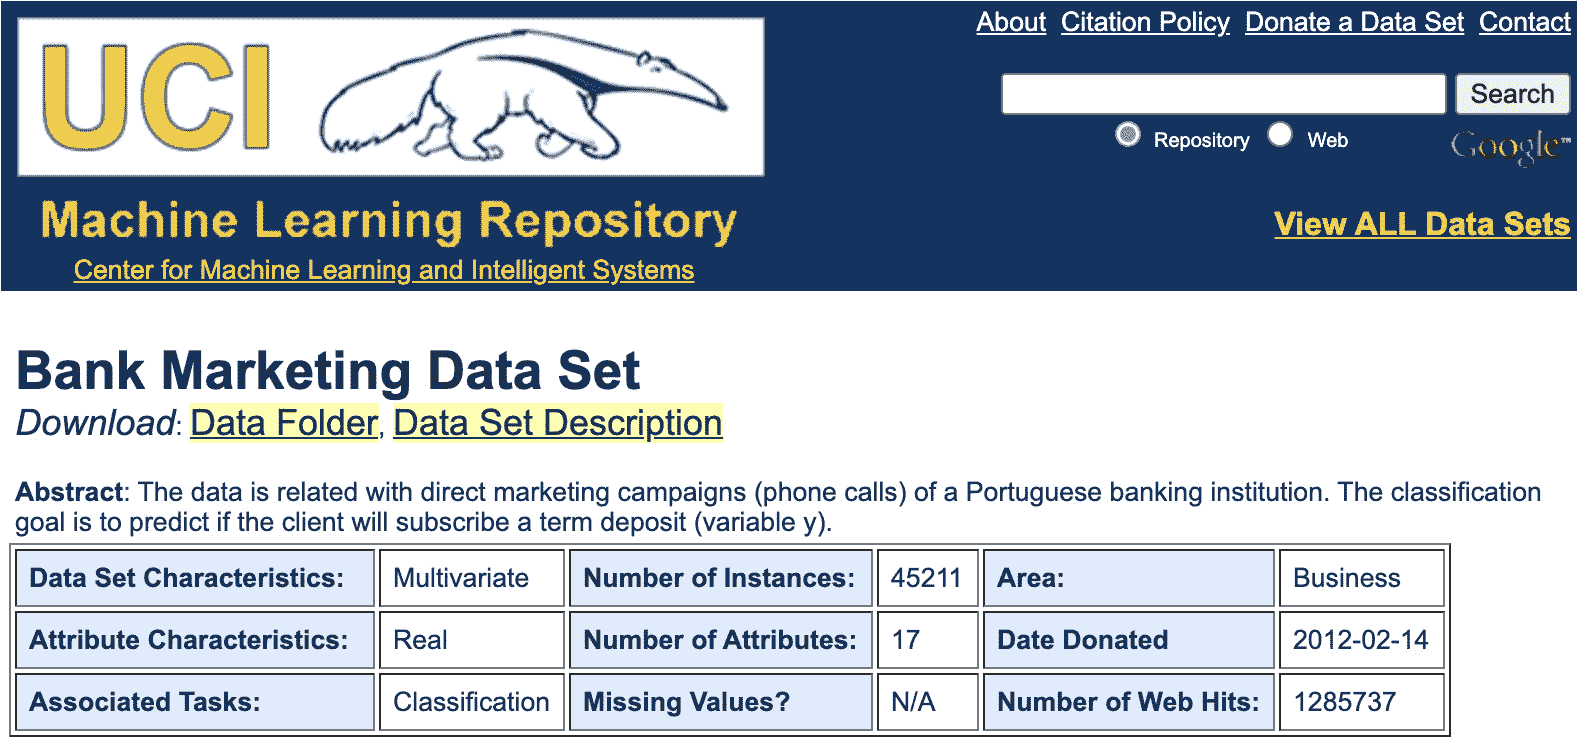 About Citation Policy Donate a Data Set Contact
UCI
Search
Repository Web
Google™
Machine Learning Repository
View ALL Data Sets
Center for Machine Learning and Intelligent Systems
Bank Marketing Data Set
Download: Data Folder, Data Set Description
Abstract: The data is related with direct marketing campaigns (phone calls) of a Portuguese banking institution. The classification
goal is to predict if the client will subscribe a term deposit (variable y).
Data Set Characteristics: Multivariate Number of Instances: 45211 Area: Business
Attribute Characteristics: Real Number of Attributes: 17 Date Donated 2012-02-14
Associated Tasks: Classification Missing Values? N/A Number of Web Hits: 1285737